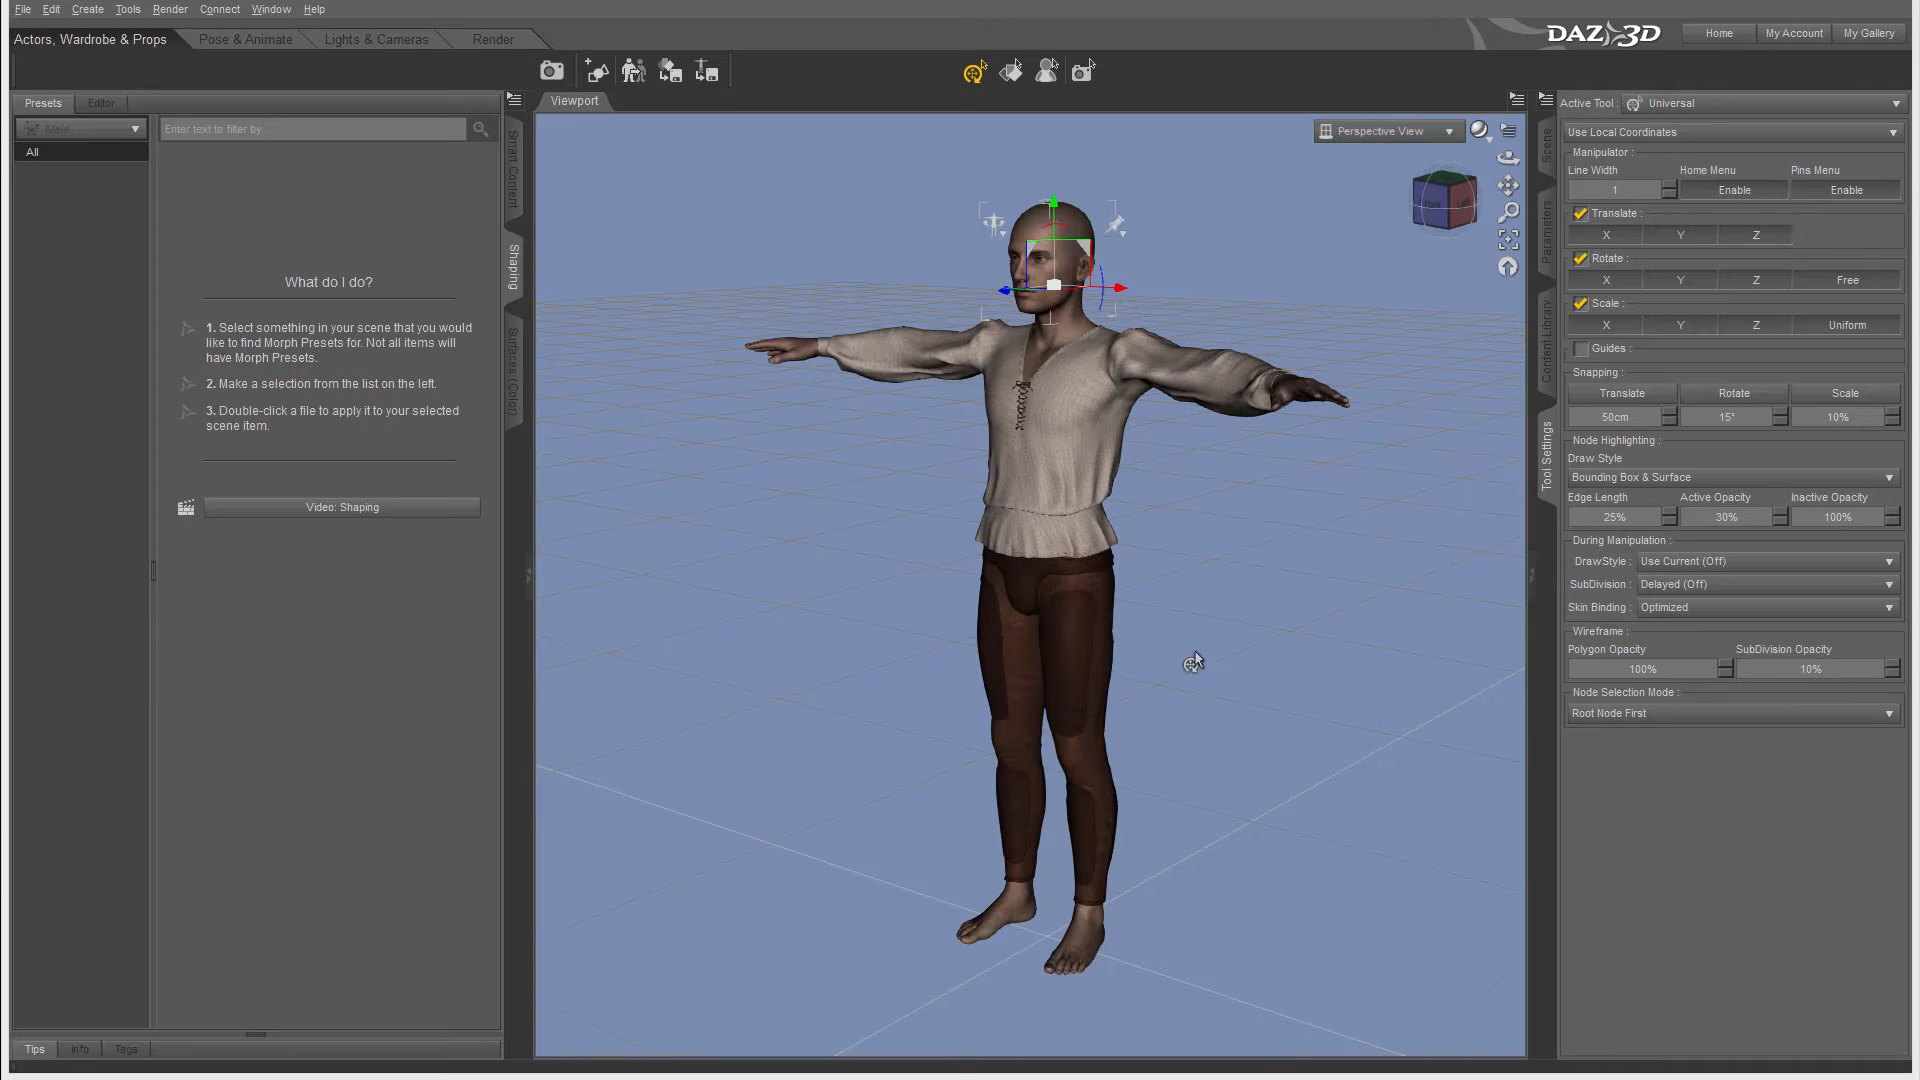 File Edit Create Tools Render Connect Window Help
Actors, Wardrobe & Props Pose & Animate Lights & Cameras Render
DAZ 3D Home My Account My Gallery
Presets Editor
Male
Enter text to filter by...
All
What do I do?
1. Select something in your scene that you would
like to find Morph Presets for. Not all items will
have Morph Presets.
2. Make a selection from the list on the left.
3. Double-click a file to apply it to your selected
scene item.
Video: Shaping
Tips Info Tags
Smart Content
Shaping
Surfaces (Color)
Viewport
Perspective View
Front Left
Scene
Parameters
Content Library
Tool Settings
Active Tool : Universal
Use Local Coordinates
Manipulator :
Line Width Home Menu Pins Menu
1 Enable Enable
Translate :
X Y Z
Rotate :
X Y Z Free
Scale :
X Y Z Uniform
Guides :
Snapping :
Translate Rotate Scale
50cm 15° 10%
Node Highlighting :
Draw Style
Bounding Box & Surface
Edge Length Active Opacity Inactive Opacity
25% 30% 100%
During Manipulation :
DrawStyle : Use Current (Off)
SubDivision : Delayed (Off)
Skin Binding : Optimized
Wireframe :
Polygon Opacity SubDivision Opacity
100% 10%
Node Selection Mode :
Root Node First